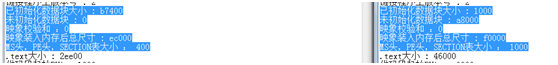 已初始化数据块大小：b7400
未初始化数据块：0
映象校验和：0
映象装入内存后总尺寸：ec000
MS头、PE头、SECTION表大小： 400
.text大小：2ee00
已初始化数据块大小：1000
未初始化数据块：a8000
映象校验和：0
映象装入内存后总尺寸：f0000
MS头、PE头、SECTION表大小： 1000
.text大小：46000